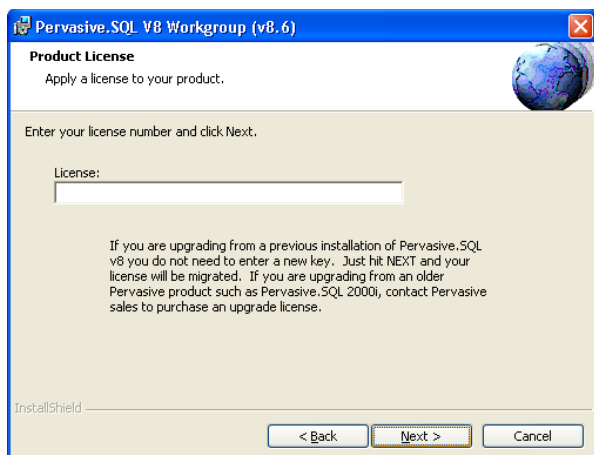 Pervasive.SQL V8 Workgroup (v8.6)
Product License
Apply a license to your product.
Enter your license number and click Next.
License:
If you are upgrading from a previous installation of Pervasive.SQL
v8 you do not need to enter a new key. Just hit NEXT and your
license will be migrated. If you are upgrading from an older
Pervasive product such as Pervasive.SQL 2000i, contact Pervasive
sales to purchase an upgrade license.
InstallShield
< Back
Next >
Cancel